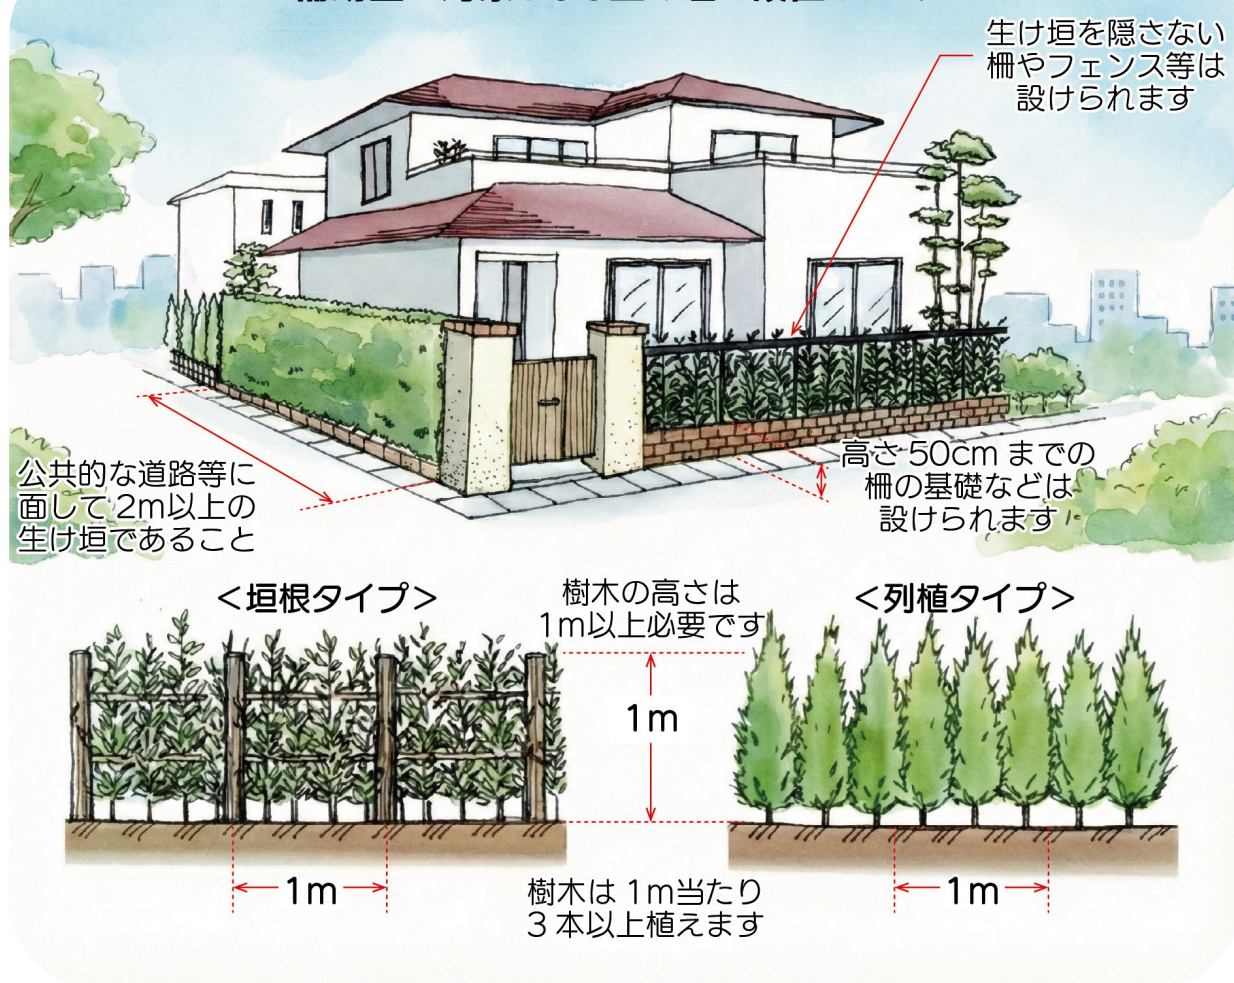 生け垣を隠さない
柵やフェンス等は
設けられます
公共的な道路等に
面して2m以上の
生け垣であること
高さ50cmまでの
柵の基礎などは
設けられます
＜垣根タイプ＞
樹木の高さは
1m以上必要です
＜列植タイプ＞
1m
1m
樹木は1m当たり
3本以上植えます
1m